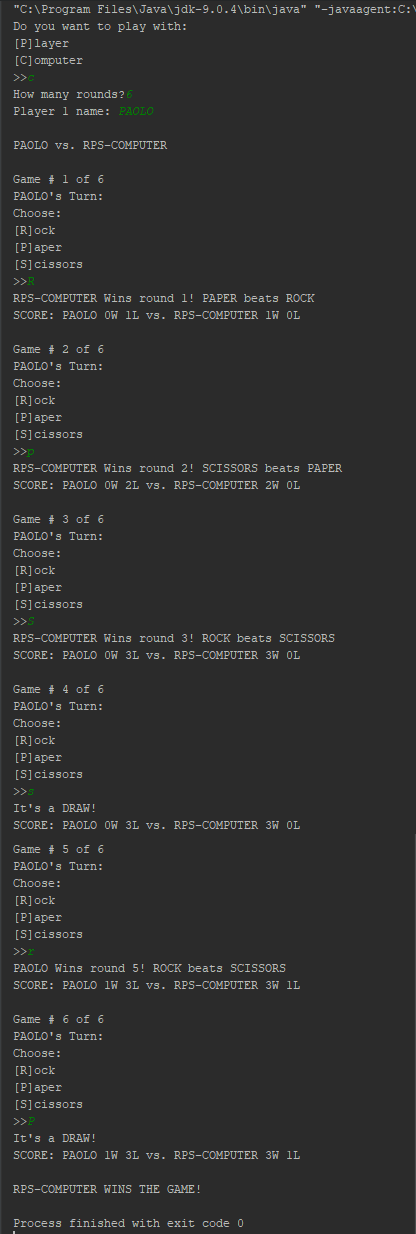 "C:\Program Files\Java\jdk-9.0.4\bin\java" "-javaagent:C:\
Do you want to play with:
[P]layer
[C]omputer
>>c
How many rounds?6
Player 1 name: PAOLO
PAOLO vs. RPS-COMPUTER
Game # 1 of 6
PAOLO's Turn:
Choose:
[R]ock
[P]aper
[S]cissors
>>R
RPS-COMPUTER Wins round 1! PAPER beats ROCK
SCORE: PAOLO 0W 1L vs. RPS-COMPUTER 1W 0L
Game # 2 of 6
PAOLO's Turn:
Choose:
[R]ock
[P]aper
[S]cissors
>>p
RPS-COMPUTER Wins round 2! SCISSORS beats PAPER
SCORE: PAOLO 0W 2L vs. RPS-COMPUTER 2W 0L
Game # 3 of 6
PAOLO's Turn:
Choose:
[R]ock
[P]aper
[S]cissors
>>S
RPS-COMPUTER Wins round 3! ROCK beats SCISSORS
SCORE: PAOLO 0W 3L vs. RPS-COMPUTER 3W 0L
Game # 4 of 6
PAOLO's Turn:
Choose:
[R]ock
[P]aper
[S]cissors
>>s
It's a DRAW!
SCORE: PAOLO 0W 3L vs. RPS-COMPUTER 3W 0L
Game # 5 of 6
PAOLO's Turn:
Choose:
[R]ock
[P]aper
[S]cissors
>>r
PAOLO Wins round 5! ROCK beats SCISSORS
SCORE: PAOLO 1W 3L vs. RPS-COMPUTER 3W 1L
Game # 6 of 6
PAOLO's Turn:
Choose:
[R]ock
[P]aper
[S]cissors
>>P
It's a DRAW!
SCORE: PAOLO 1W 3L vs. RPS-COMPUTER 3W 1L
RPS-COMPUTER WINS THE GAME!
Process finished with exit code 0